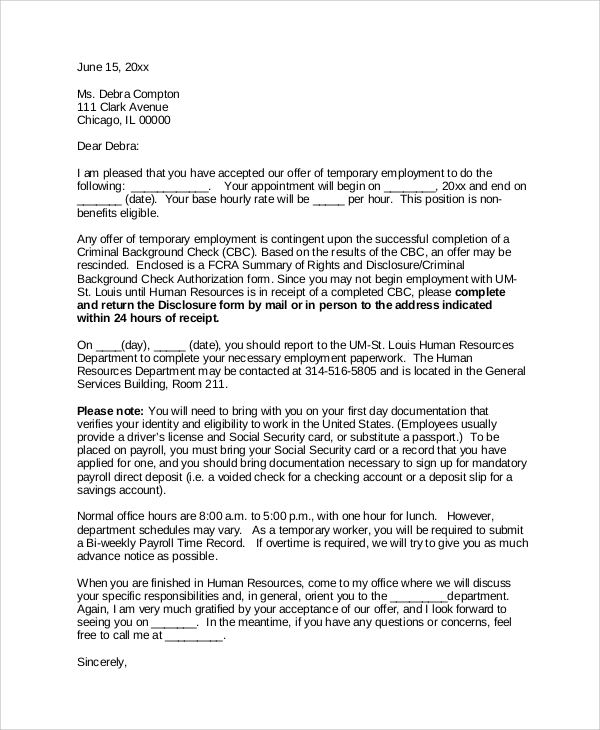 June 15, 20xx
Ms. Debra Compton
111 Clark Avenue
Chicago, IL 00000
Dear Debra:
I am pleased that you have accepted our offer of temporary employment to do the
following: ____________. Your appointment will begin on ________, 20xx and end on
_______ (date). Your base hourly rate will be _____ per hour. This position is non-
benefits eligible.
Any offer of temporary employment is contingent upon the successful completion of a
Criminal Background Check (CBC). Based on the results of the CBC, an offer may be
rescinded. Enclosed is a FCRA Summary of Rights and Disclosure/Criminal
Background Check Authorization form. Since you may not begin employment with UM-
St. Louis until Human Resources is in receipt of a completed CBC, please complete
and return the Disclosure form by mail or in person to the address indicated
within 24 hours of receipt.
On ____(day), _____ (date), you should report to the UM-St. Louis Human Resources
Department to complete your necessary employment paperwork. The Human
Resources Department may be contacted at 314-516-5805 and is located in the General
Services Building, Room 211.
Please note: You will need to bring with you on your first day documentation that
verifies your identity and eligibility to work in the United States. (Employees usually
provide a driver's license and Social Security card, or substitute a passport.) To be
placed on payroll, you must bring your Social Security card or a record that you have
applied for one, and you should bring documentation necessary to sign up for mandatory
payroll direct deposit (i.e. a voided check for a checking account or a deposit slip for a
savings account).
Normal office hours are 8:00 a.m. to 5:00 p.m., with one hour for lunch. However,
department schedules may vary. As a temporary worker, you will be required to submit
a Bi-weekly Payroll Time Record. If overtime is required, we will try to give you as much
advance notice as possible.
When you are finished in Human Resources, come to my office where we will discuss
your specific responsibilities and, in general, orient you to the _________department.
Again, I am very much gratified by your acceptance of our offer, and I look forward to
seeing you on _______. In the meantime, if you have any questions or concerns, feel
free to call me at _________.
Sincerely,